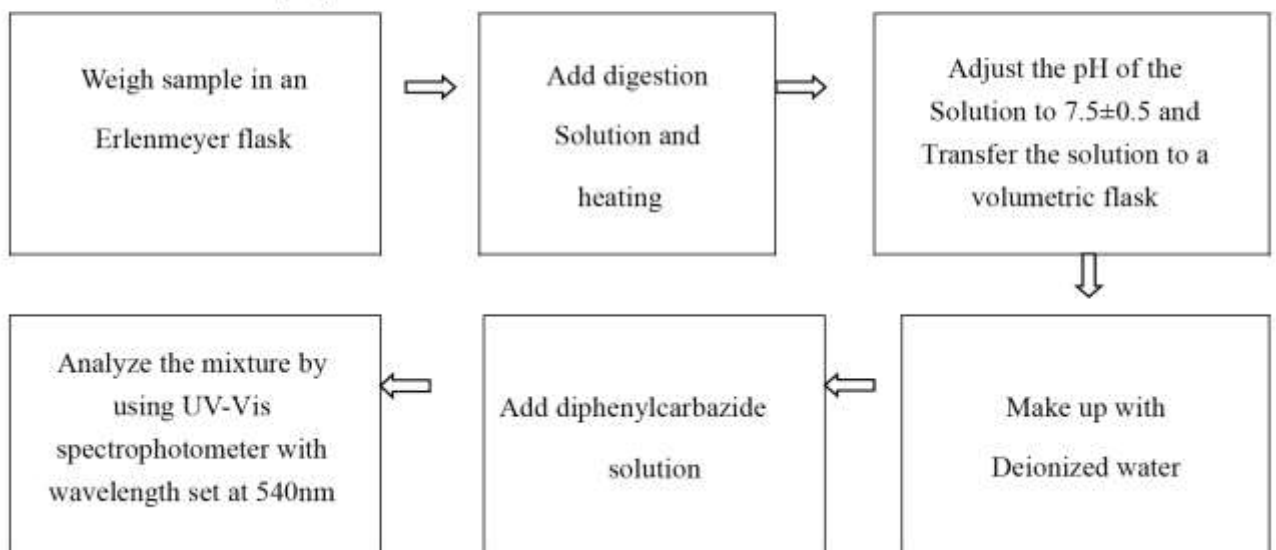 Weigh sample in an
Erlenmeyer flask
Add digestion
Solution and
heating
Adjust the pH of the
Solution to 7.5±0.5 and
Transfer the solution to a
volumetric flask
Make up with
Deionized water
Add diphenylcarbazide
solution
Analyze the mixture by
using UV-Vis
spectrophotometer with
wavelength set at 540nm